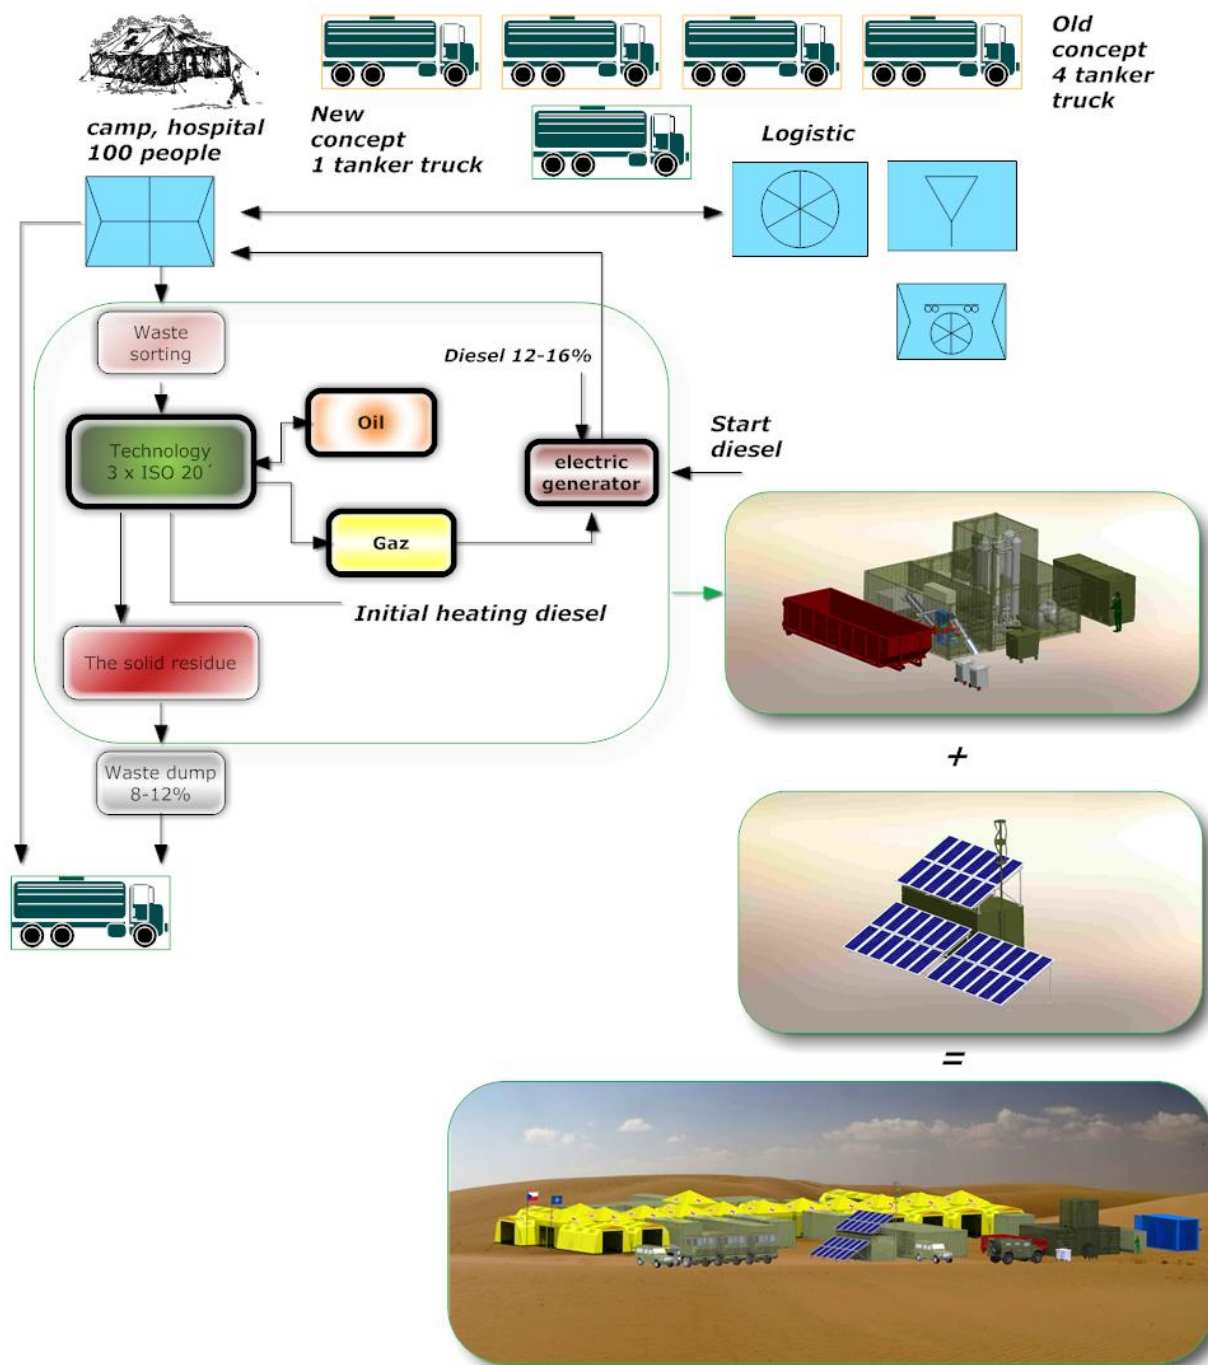 Old
concept
4 tanker
truck
New
concept
1 tanker truck
camp, hospital
100 people
Logistic
Waste
sorting
Diesel 12-16%
Oil
Technology
3 x ISO 20´
electric
generator
Start
diesel
Gaz
Initial heating diesel
The solid residue
Waste dump
8-12%
+
=